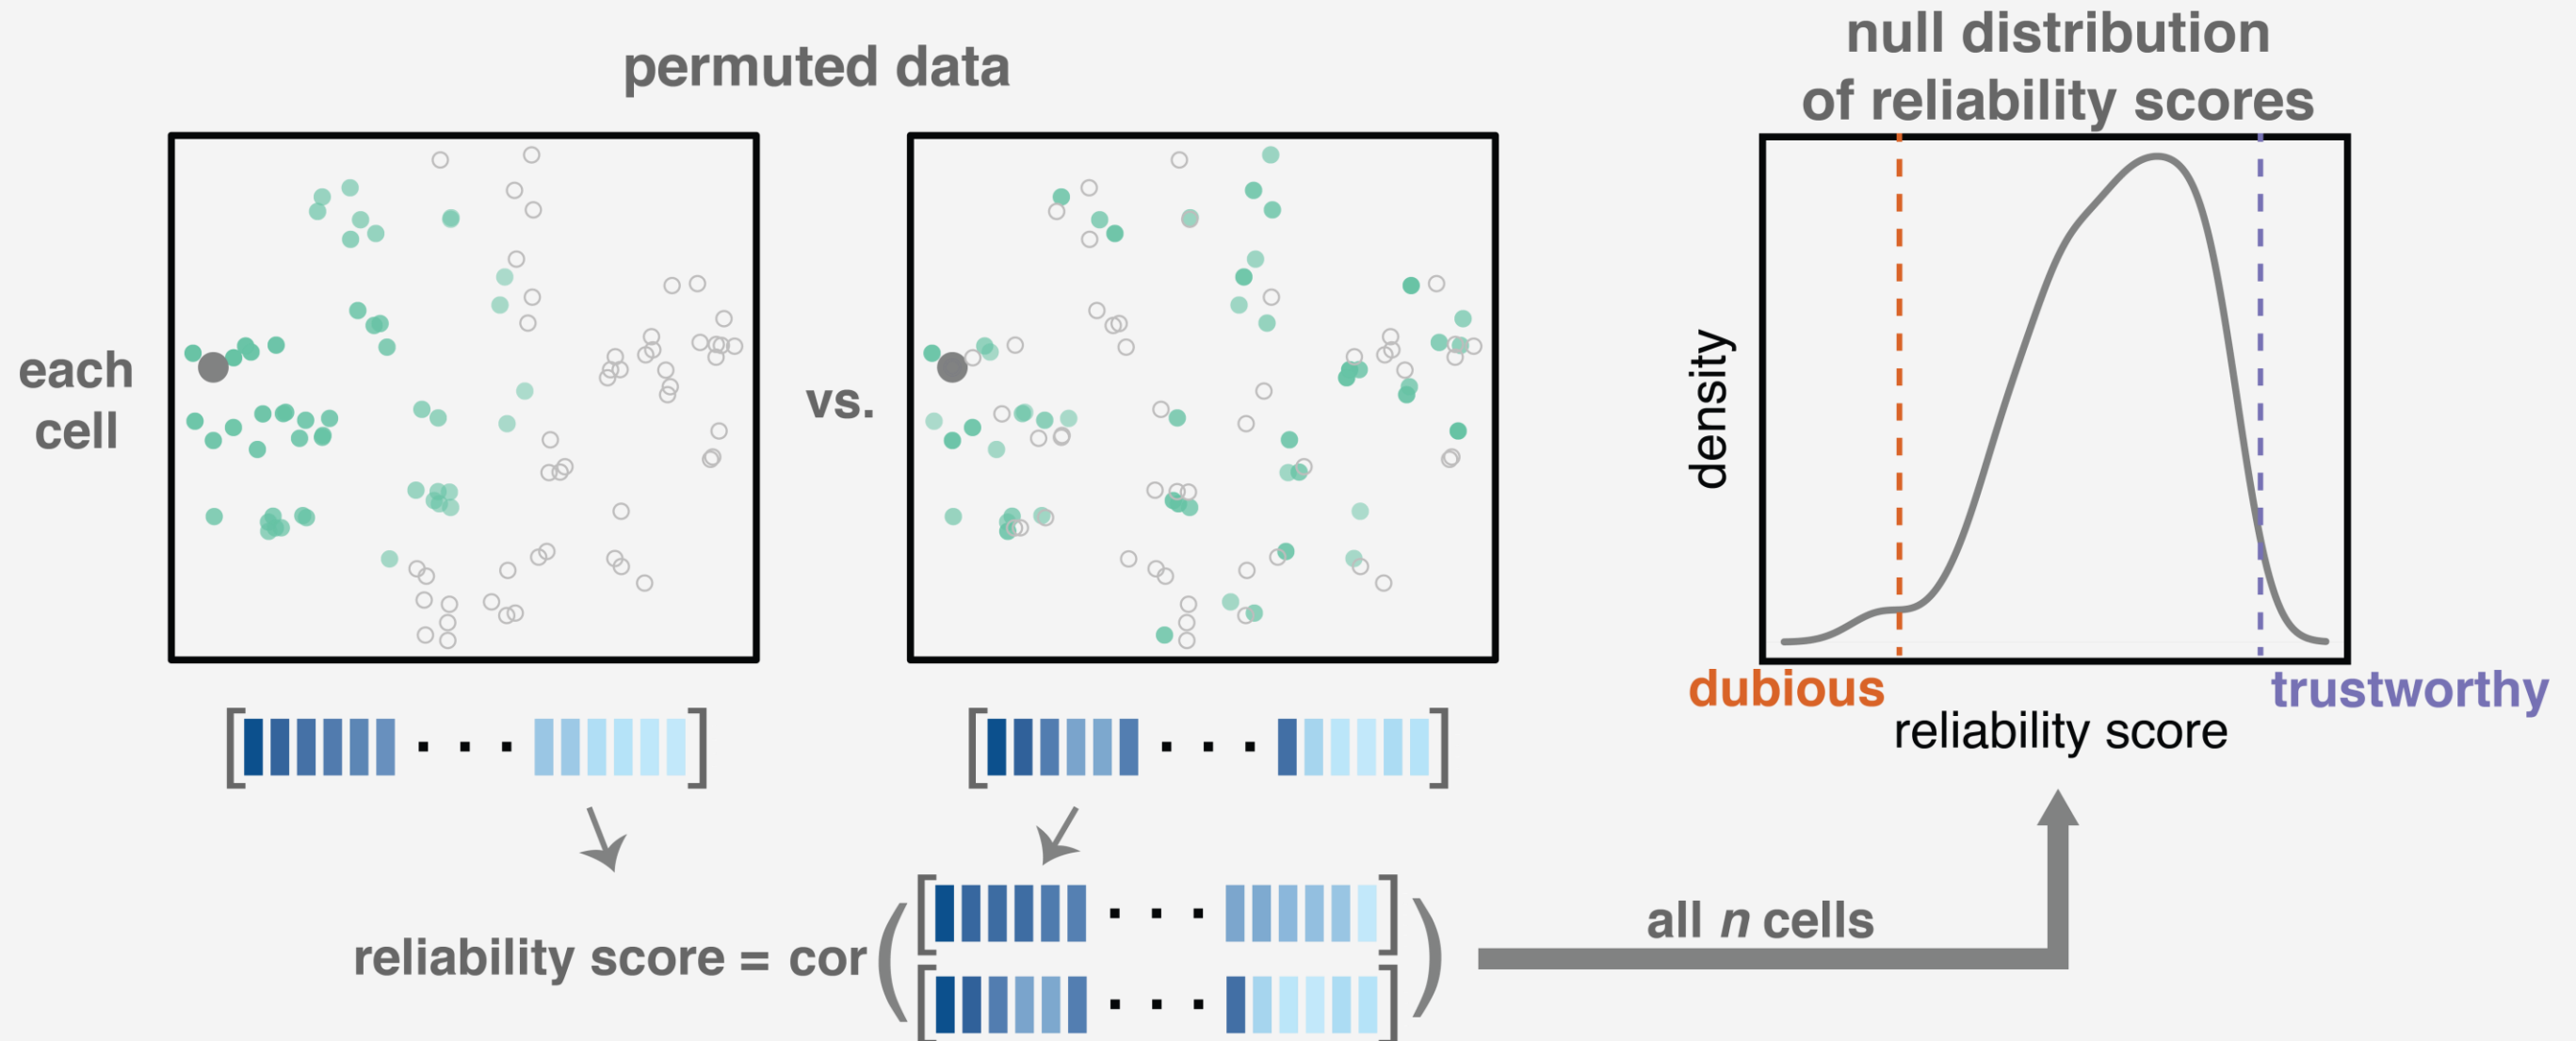 permuted data
null distribution
of reliability scores
each
cell
vs.
density
dubious
trustworthy
reliability score
reliability score = cor
all n cells